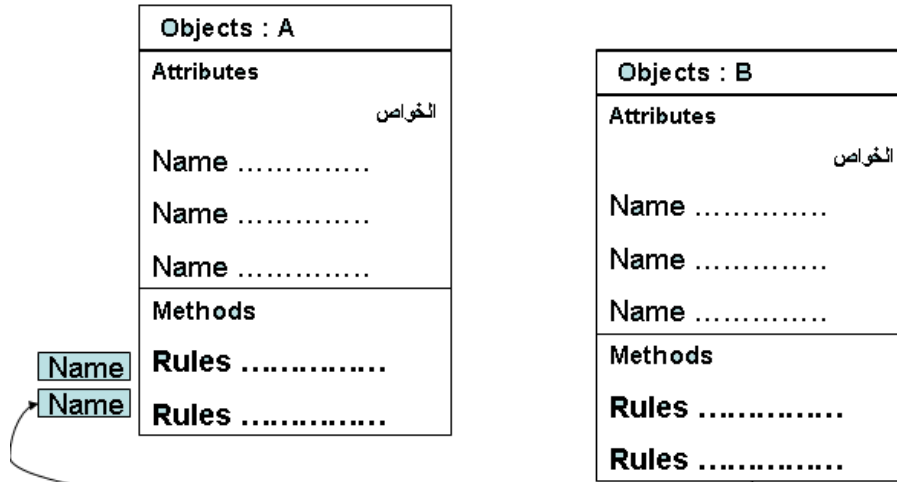 Objects : A
Attributes
الخواص
Name ..............
Name ..............
Name ..............
Methods
Name
Rules ...............
Name
Rules ...............
Objects : B
Attributes
الخواص
Name ..............
Name ..............
Name ..............
Methods
Rules ...............
Rules ...............